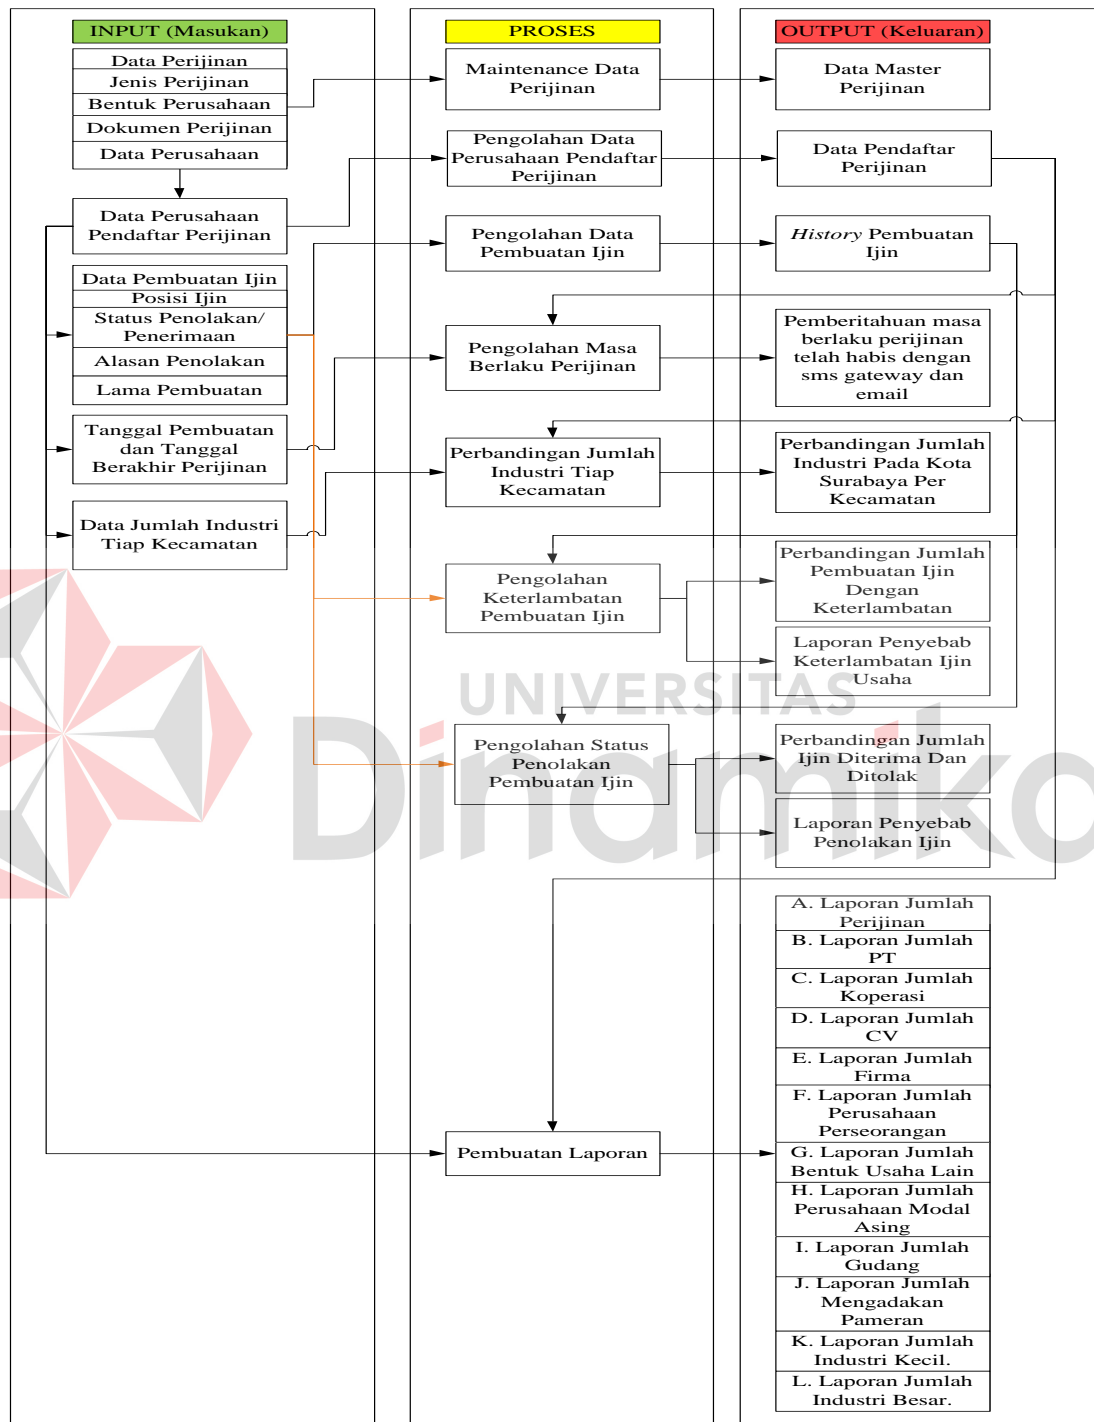 INPUT (Masukan)
Data Perijinan
Jenis Perijinan
Bentuk Perusahaan
Dokumen Perijinan
Data Perusahaan
Data Perusahaan
Pendaftar Perijinan
Data Pembuatan Ijin
Posisi Ijin
Status Penolakan/
Penerimaan
Alasan Penolakan
Lama Pembuatan
Tanggal Pembuatan
dan Tanggal
Berakhir Perijinan
Data Jumlah Industri
Tiap Kecamatan
PROSES
Maintenance Data
Perijinan
Pengolahan Data
Perusahaan Pendaftar
Perijinan
Pengolahan Data
Pembuatan Ijin
Pengolahan Masa
Berlaku Perijinan
Perbandingan Jumlah
Industri Tiap
Kecamatan
Pengolahan
Keterlambatan
Pembuatan Ijin
Pengolahan Status
Penolakan
Pembuatan Ijin
Pembuatan Laporan
OUTPUT (Keluaran)
Data Master
Perijinan
Data Pendaftar
Perijinan
History Pembuatan
Ijin
Pemberitahuan masa
berlaku perijinan
telah habis dengan
sms gateway dan
email
Perbandingan Jumlah
Industri Pada Kota
Surabaya Per
Kecamatan
Perbandingan Jumlah
Pembuatan Ijin
Dengan
Keterlambatan
Laporan Penyebab
Keterlambatan Ijin
Usaha
Perbandingan Jumlah
Ijin Diterima Dan
Ditolak
Laporan Penyebab
Penolakan Ijin
A. Laporan Jumlah
Perijinan
B. Laporan Jumlah
PT
C. Laporan Jumlah
Koperasi
D. Laporan Jumlah
CV
E. Laporan Jumlah
Firma
F. Laporan Jumlah
Perusahaan
Perseorangan
G. Laporan Jumlah
Bentuk Usaha Lain
H. Laporan Jumlah
Perusahaan Modal
Asing
I. Laporan Jumlah
Gudang
J. Laporan Jumlah
Mengadakan
Pameran
K. Laporan Jumlah
Industri Kecil.
L. Laporan Jumlah
Industri Besar.
UNIVERSITAS
Dinamika